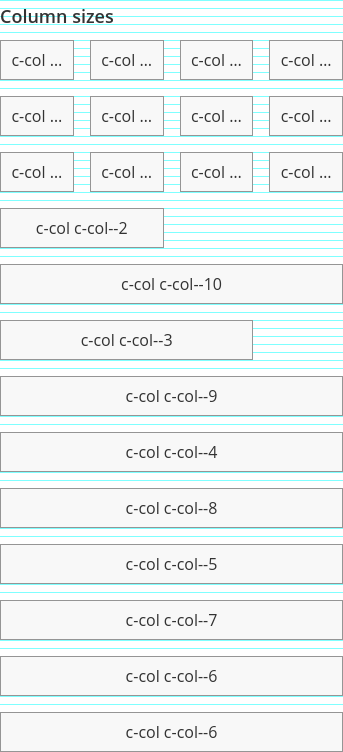 Column sizes
c-col ... c-col ... c-col ... c-col ...
c-col ... c-col ... c-col ... c-col ...
c-col ... c-col ... c-col ... c-col ...
c-col c-col--2
c-col c-col--10
c-col c-col--3
c-col c-col--9
c-col c-col--4
c-col c-col--8
c-col c-col--5
c-col c-col--7
c-col c-col--6
c-col c-col--6